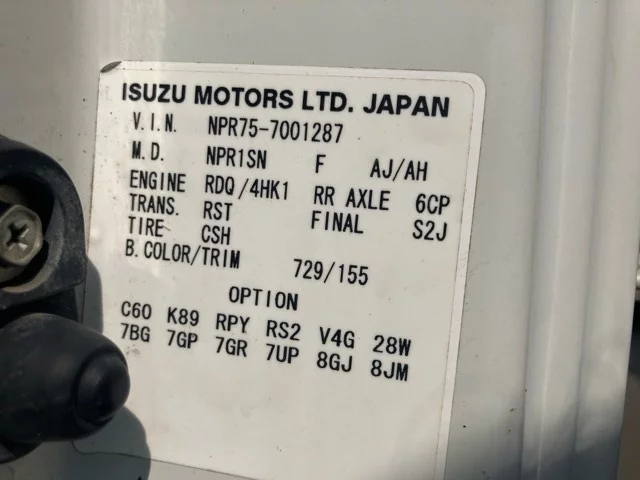 ISUZU MOTORS LTD. JAPAN
V.I.N. NPR75-7001287
M.D. NPR1SN F AJ/AH
ENGINE RDQ/4HK1 RR AXLE 6CP
TRANS. RST FINAL S2J
TIRE CSH
B. COLOR/TRIM 729/155
OPTION
C60 K89 RPY RS2 V4G 28W
7BG 7GP 7GR 7UP 8GJ 8JM